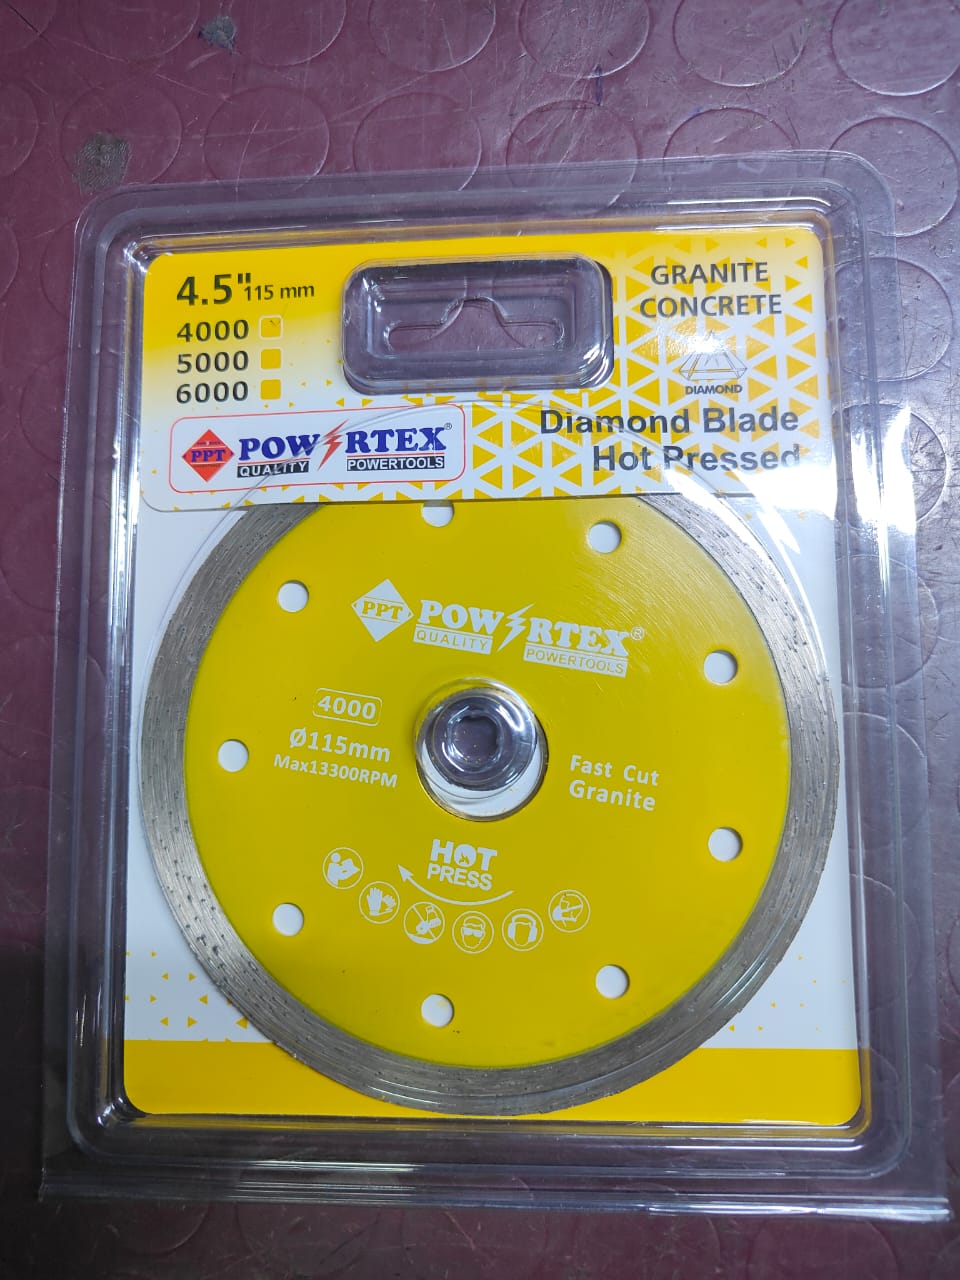 4.5" 115 mm
4000
5000
6000
GRANITE
CONCRETE
DIAMOND
PPT POWERTEX®
QUALITY POWERTOOLS
Diamond Blade
Hot Pressed
PPT POWERTEX®
QUALITY POWERTOOLS
4000
Ø115mm
Max13300RPM
Fast Cut
Granite
HOT
PRESS